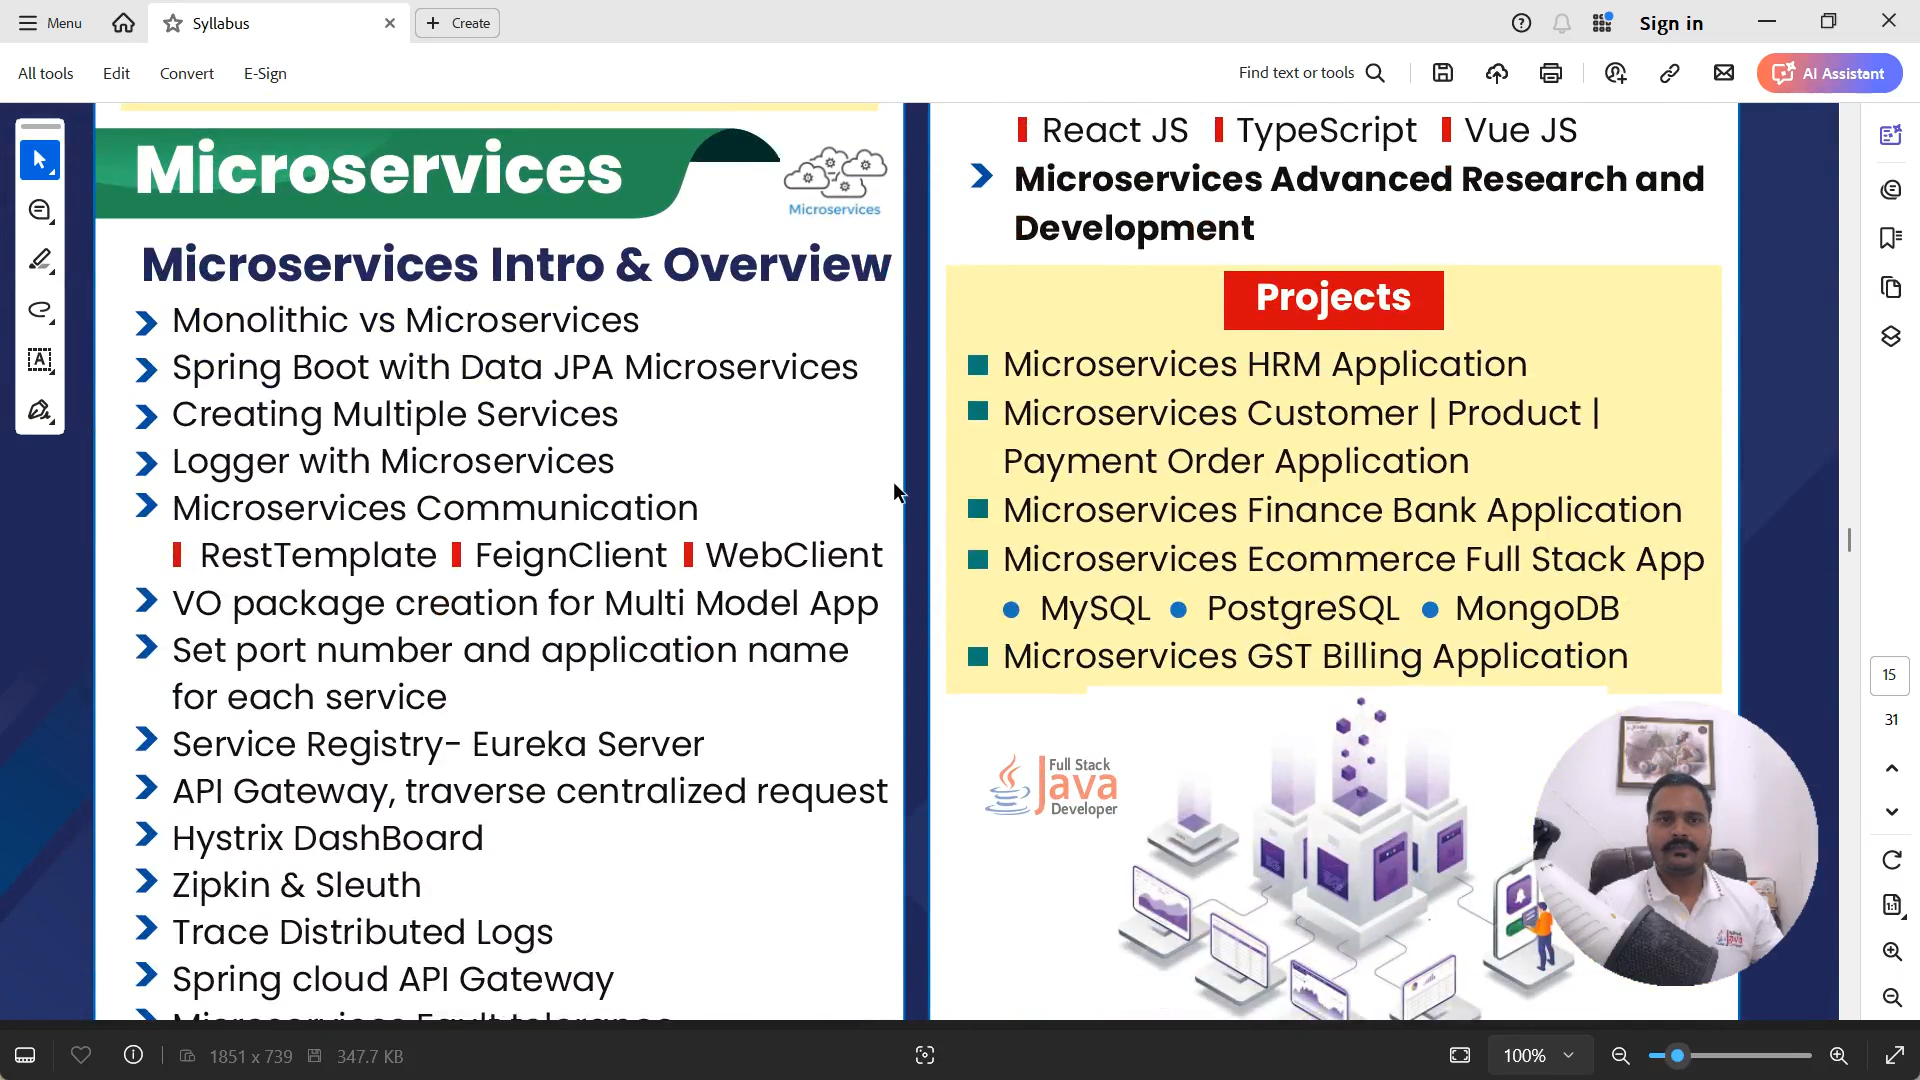 Menu
Syllabus
Create
Sign in
All tools
Edit
Convert
E-Sign
Find text or tools
AI Assistant
Microservices
Microservices
Microservices Intro & Overview
Monolithic vs Microservices
Spring Boot with Data JPA Microservices
Creating Multiple Services
Logger with Microservices
Microservices Communication
RestTemplate FeignClient WebClient
VO package creation for Multi Model App
Set port number and application name
for each service
Service Registry- Eureka Server
API Gateway, traverse centralized request
Hystrix DashBoard
Zipkin & Sleuth
Trace Distributed Logs
Spring cloud API Gateway
Microservices Fault tolerance
React JS TypeScript Vue JS
Microservices Advanced Research and
Development
Projects
Microservices HRM Application
Microservices Customer | Product |
Payment Order Application
Microservices Finance Bank Application
Microservices Ecommerce Full Stack App
MySQL PostgreSQL MongoDB
Microservices GST Billing Application
Full Stack
Java
Developer
Java
15
31
1851 x 739
347.7 KB
100%